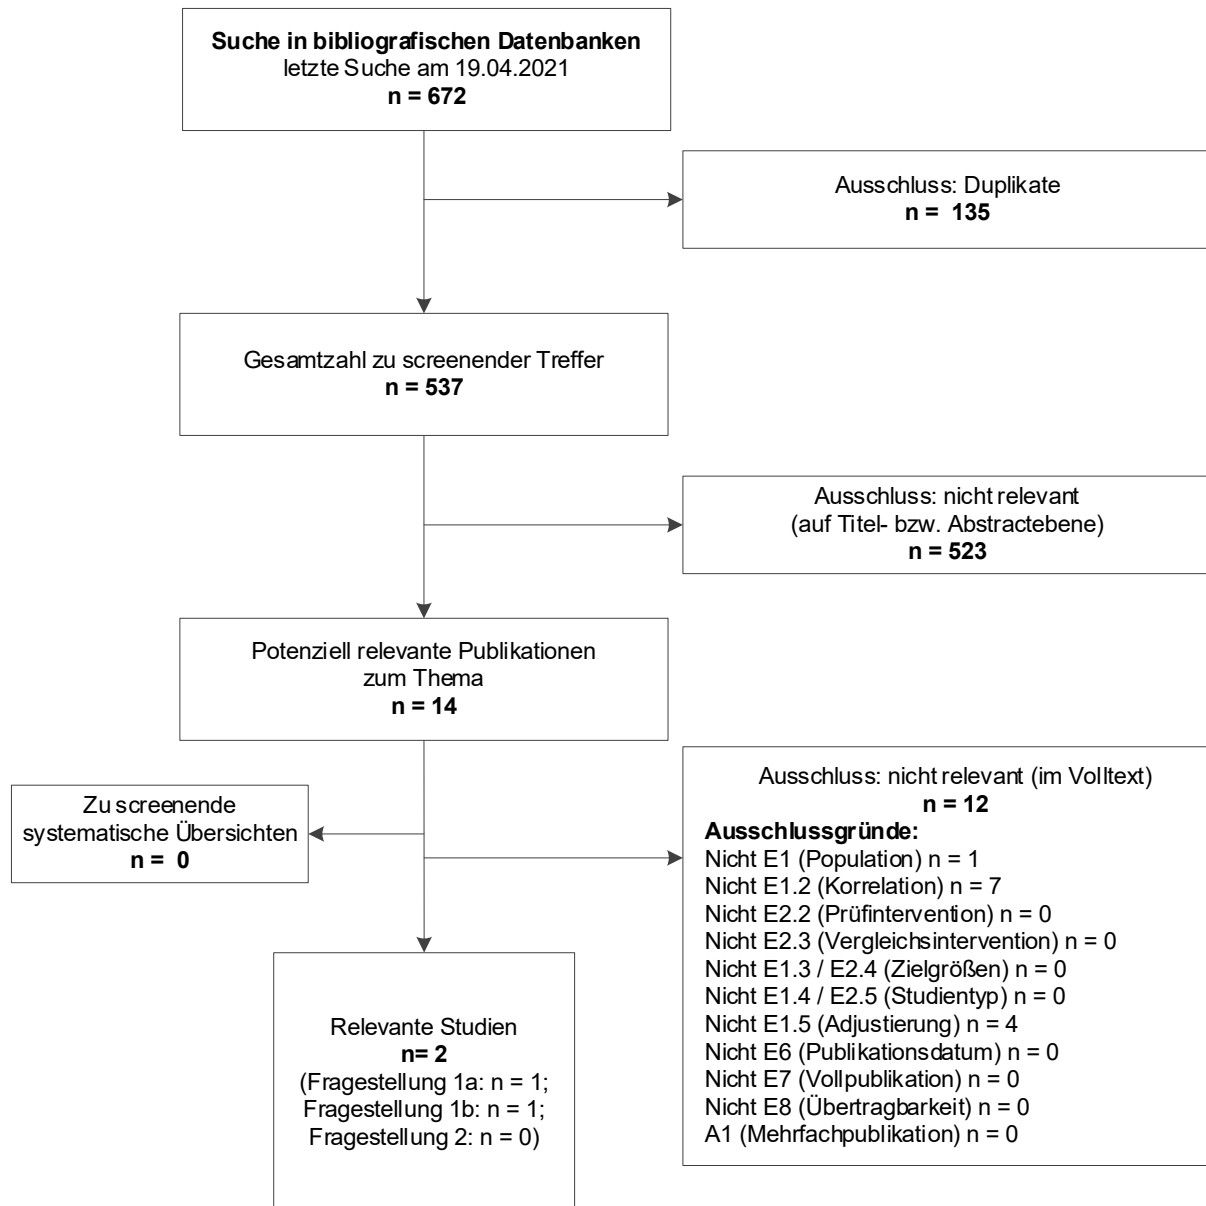 Suche in bibliografischen Datenbanken
letzte Suche am 19.04.2021
n = 672
Ausschluss: Duplikate
n = 135
Gesamtzahl zu screenender Treffer
n = 537
Ausschluss: nicht relevant
(auf Titel- bzw. Abstractebene)
n = 523
Potenziell relevante Publikationen
zum Thema
n = 14
Zu screenende
systematische Übersichten
n = 0
Ausschluss: nicht relevant (im Volltext)
n = 12
Ausschlussgründe:
Nicht E1 (Population) n = 1
Nicht E1.2 (Korrelation) n = 7
Nicht E2.2 (Prüfintervention) n = 0
Nicht E2.3 (Vergleichsintervention) n = 0
Nicht E1.3 / E2.4 (Zielgrößen) n = 0
Nicht E1.4 / E2.5 (Studientyp) n = 0
Nicht E1.5 (Adjustierung) n = 4
Nicht E6 (Publikationsdatum) n = 0
Nicht E7 (Vollpublikation) n = 0
Nicht E8 (Übertragbarkeit) n = 0
A1 (Mehrfachpublikation) n = 0
Relevante Studien
n= 2
(Fragestellung 1a: n = 1;
Fragestellung 1b: n = 1;
Fragestellung 2: n = 0)